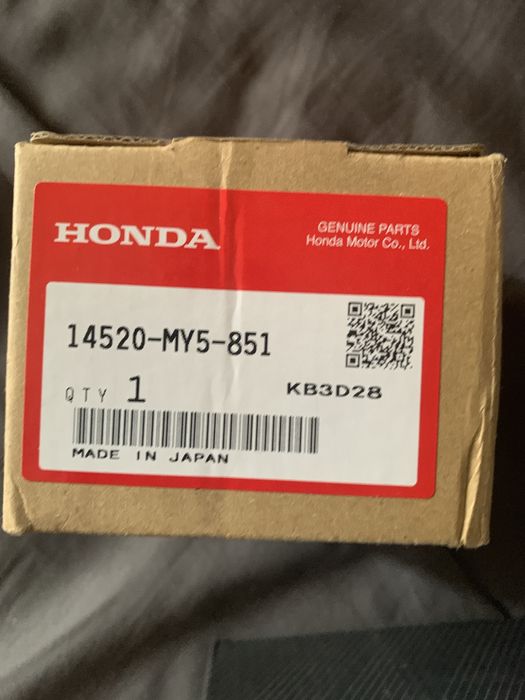 HONDA
GENUINE PARTS
Honda Motor Co., Ltd.
14520-MY5-851
QTY 1
KB3D28
MADE IN JAPAN